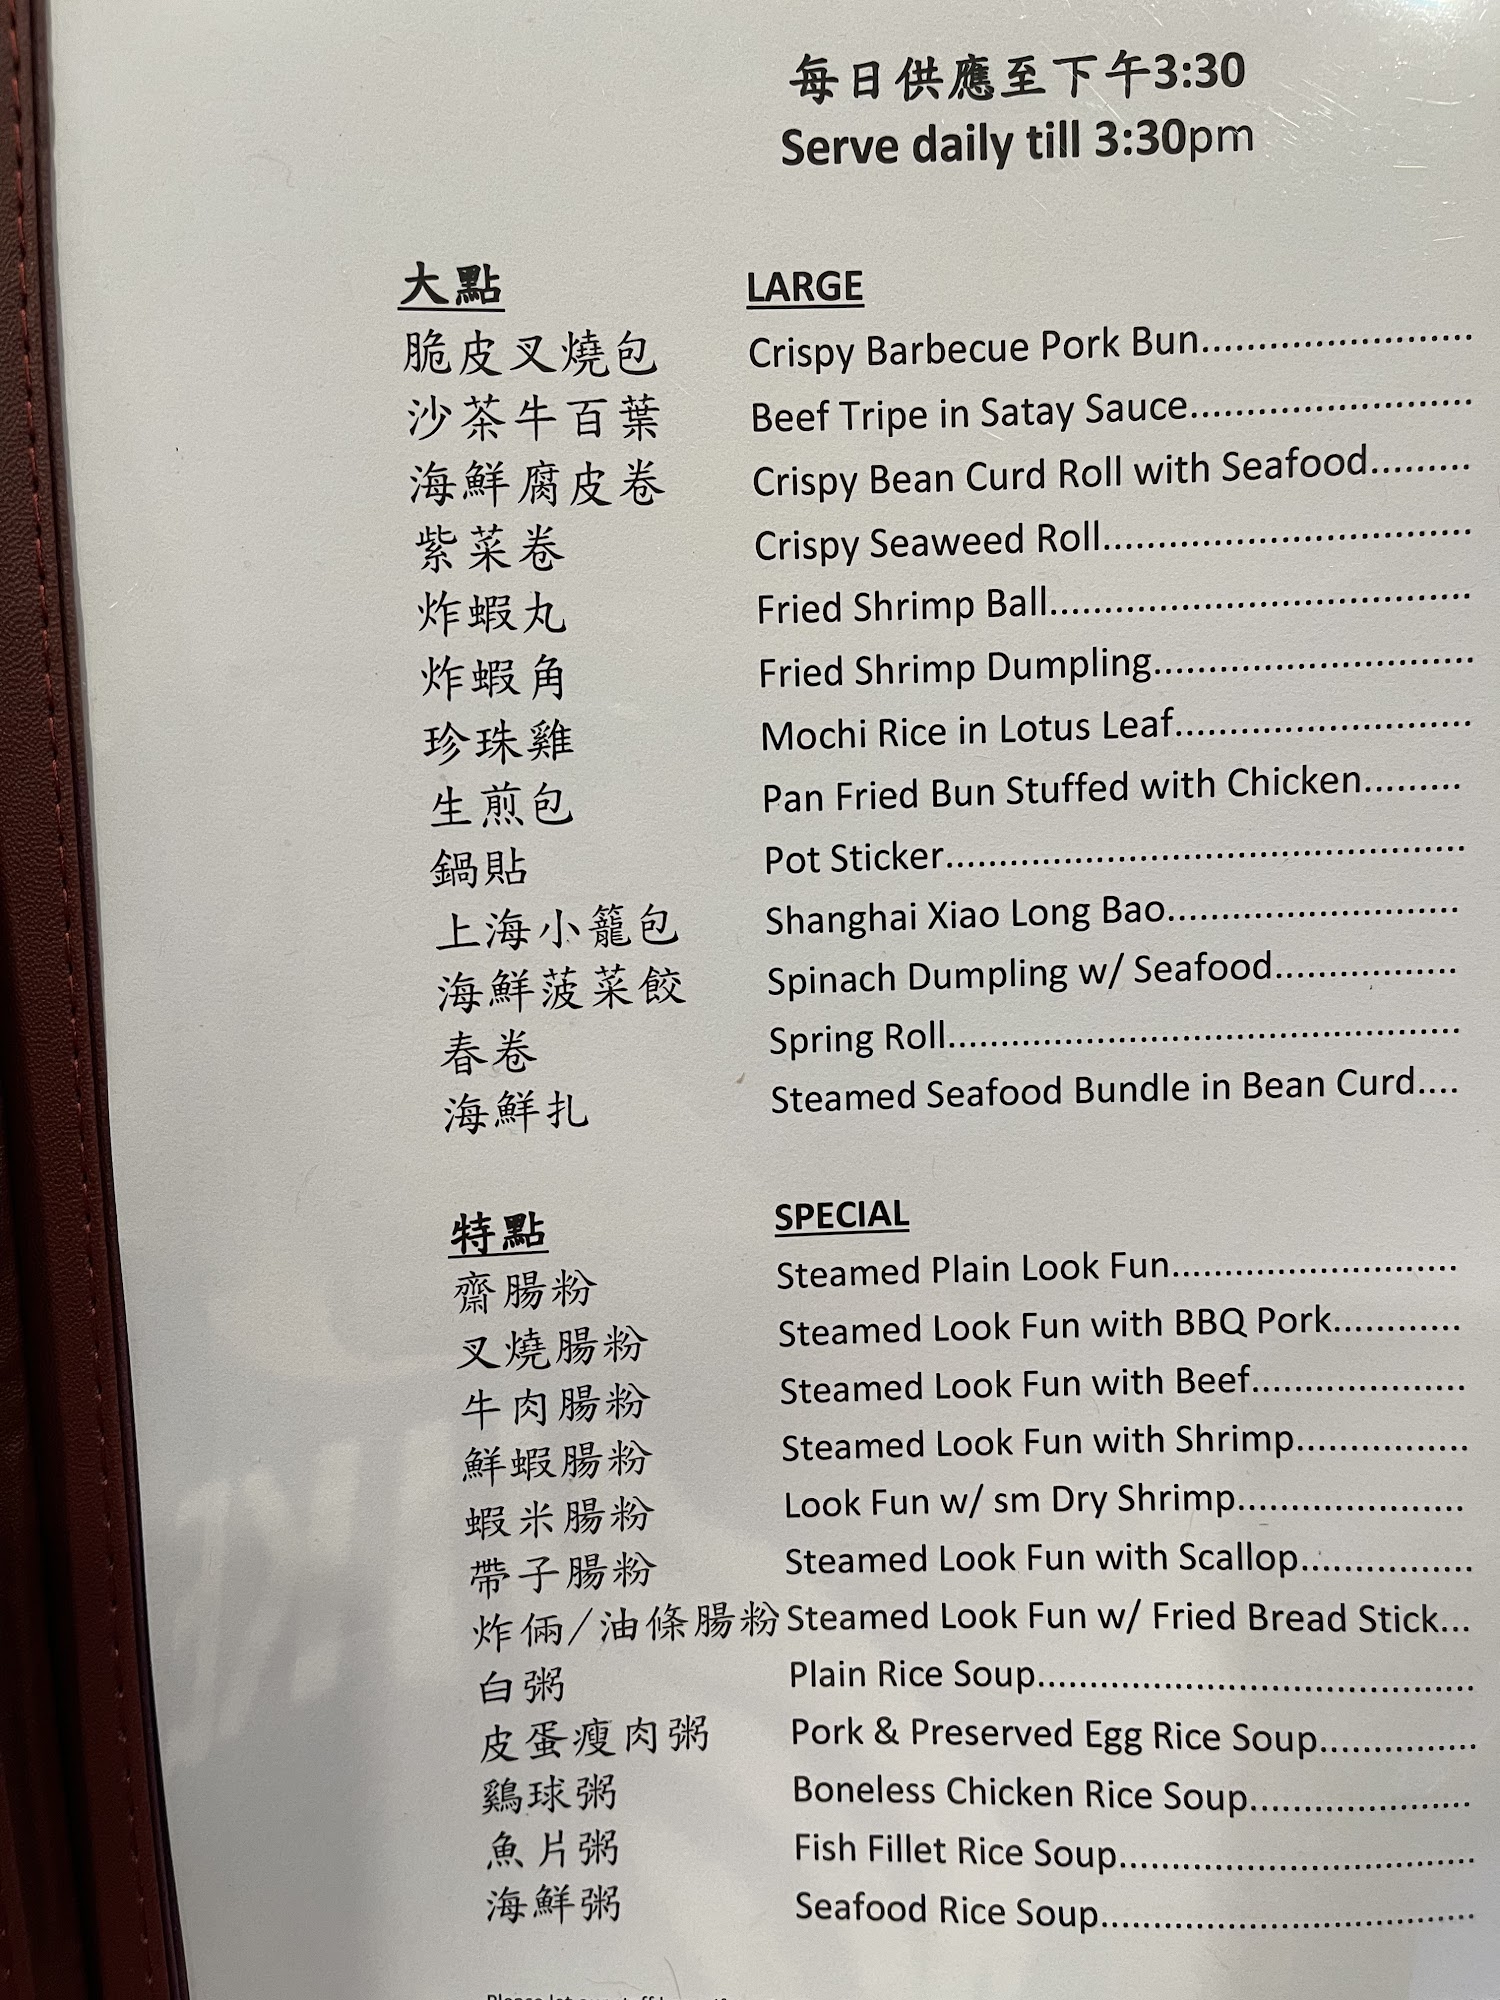 每日供應至下午3:30
Serve daily till 3:30pm
大點 LARGE
脆皮叉燒包 Crispy Barbecue Pork Bun.........................
沙茶牛百葉 Beef Tripe in Satay Sauce..........................
海鮮腐皮卷 Crispy Bean Curd Roll with Seafood.........
紫菜卷 Crispy Seaweed Roll..................................
炸蝦丸 Fried Shrimp Ball.......................................
炸蝦角 Fried Shrimp Dumpling..............................
珍珠雞 Mochi Rice in Lotus Leaf...........................
生煎包 Pan Fried Bun Stuffed with Chicken.........
鍋貼 Pot Sticker................................................
上海小籠包 Shanghai Xiao Long Bao...........................
海鮮菠菜餃 Spinach Dumpling w/ Seafood.................
春卷 Spring Roll................................................
海鮮扎 Steamed Seafood Bundle in Bean Curd....
特點 SPECIAL
齋腸粉 Steamed Plain Look Fun...........................
叉燒腸粉 Steamed Look Fun with BBQ Pork............
牛肉腸粉 Steamed Look Fun with Beef....................
鮮蝦腸粉 Steamed Look Fun with Shrimp................
蝦米腸粉 Look Fun w/ sm Dry Shrimp.....................
帶子腸粉 Steamed Look Fun with Scallop................
炸倆/油條腸粉 Steamed Look Fun w/ Fried Bread Stick...
白粥 Plain Rice Soup.........................................
皮蛋瘦肉粥 Pork & Preserved Egg Rice Soup...............
鷄球粥 Boneless Chicken Rice Soup.....................
魚片粥 Fish Fillet Rice Soup..................................
海鮮粥 Seafood Rice Soup...................................